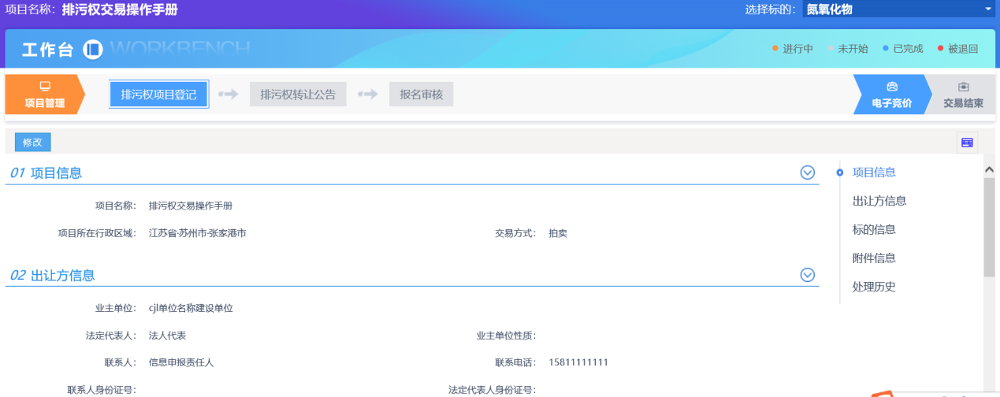 项目名称: 排污权交易操作手册 选择标的: 氮氧化物
工作台 WORKBENCH 进行中 未开始 已完成 被退回
项目管理 排污权项目登记 排污权转让公告 报名审核 电子竞价 交易结束
修改
01 项目信息
项目名称: 排污权交易操作手册
项目所在行政区域: 江苏省·苏州市·张家港市 交易方式: 拍卖
02 出让方信息
业主单位: cjl单位名称建设单位
法定代表人: 法人代表 业主单位性质:
联系人: 信息申报责任人 联系电话: 15811111111
联系人身份证号: 法定代表人身份证号:
项目信息
出让方信息
标的信息
附件信息
处理历史